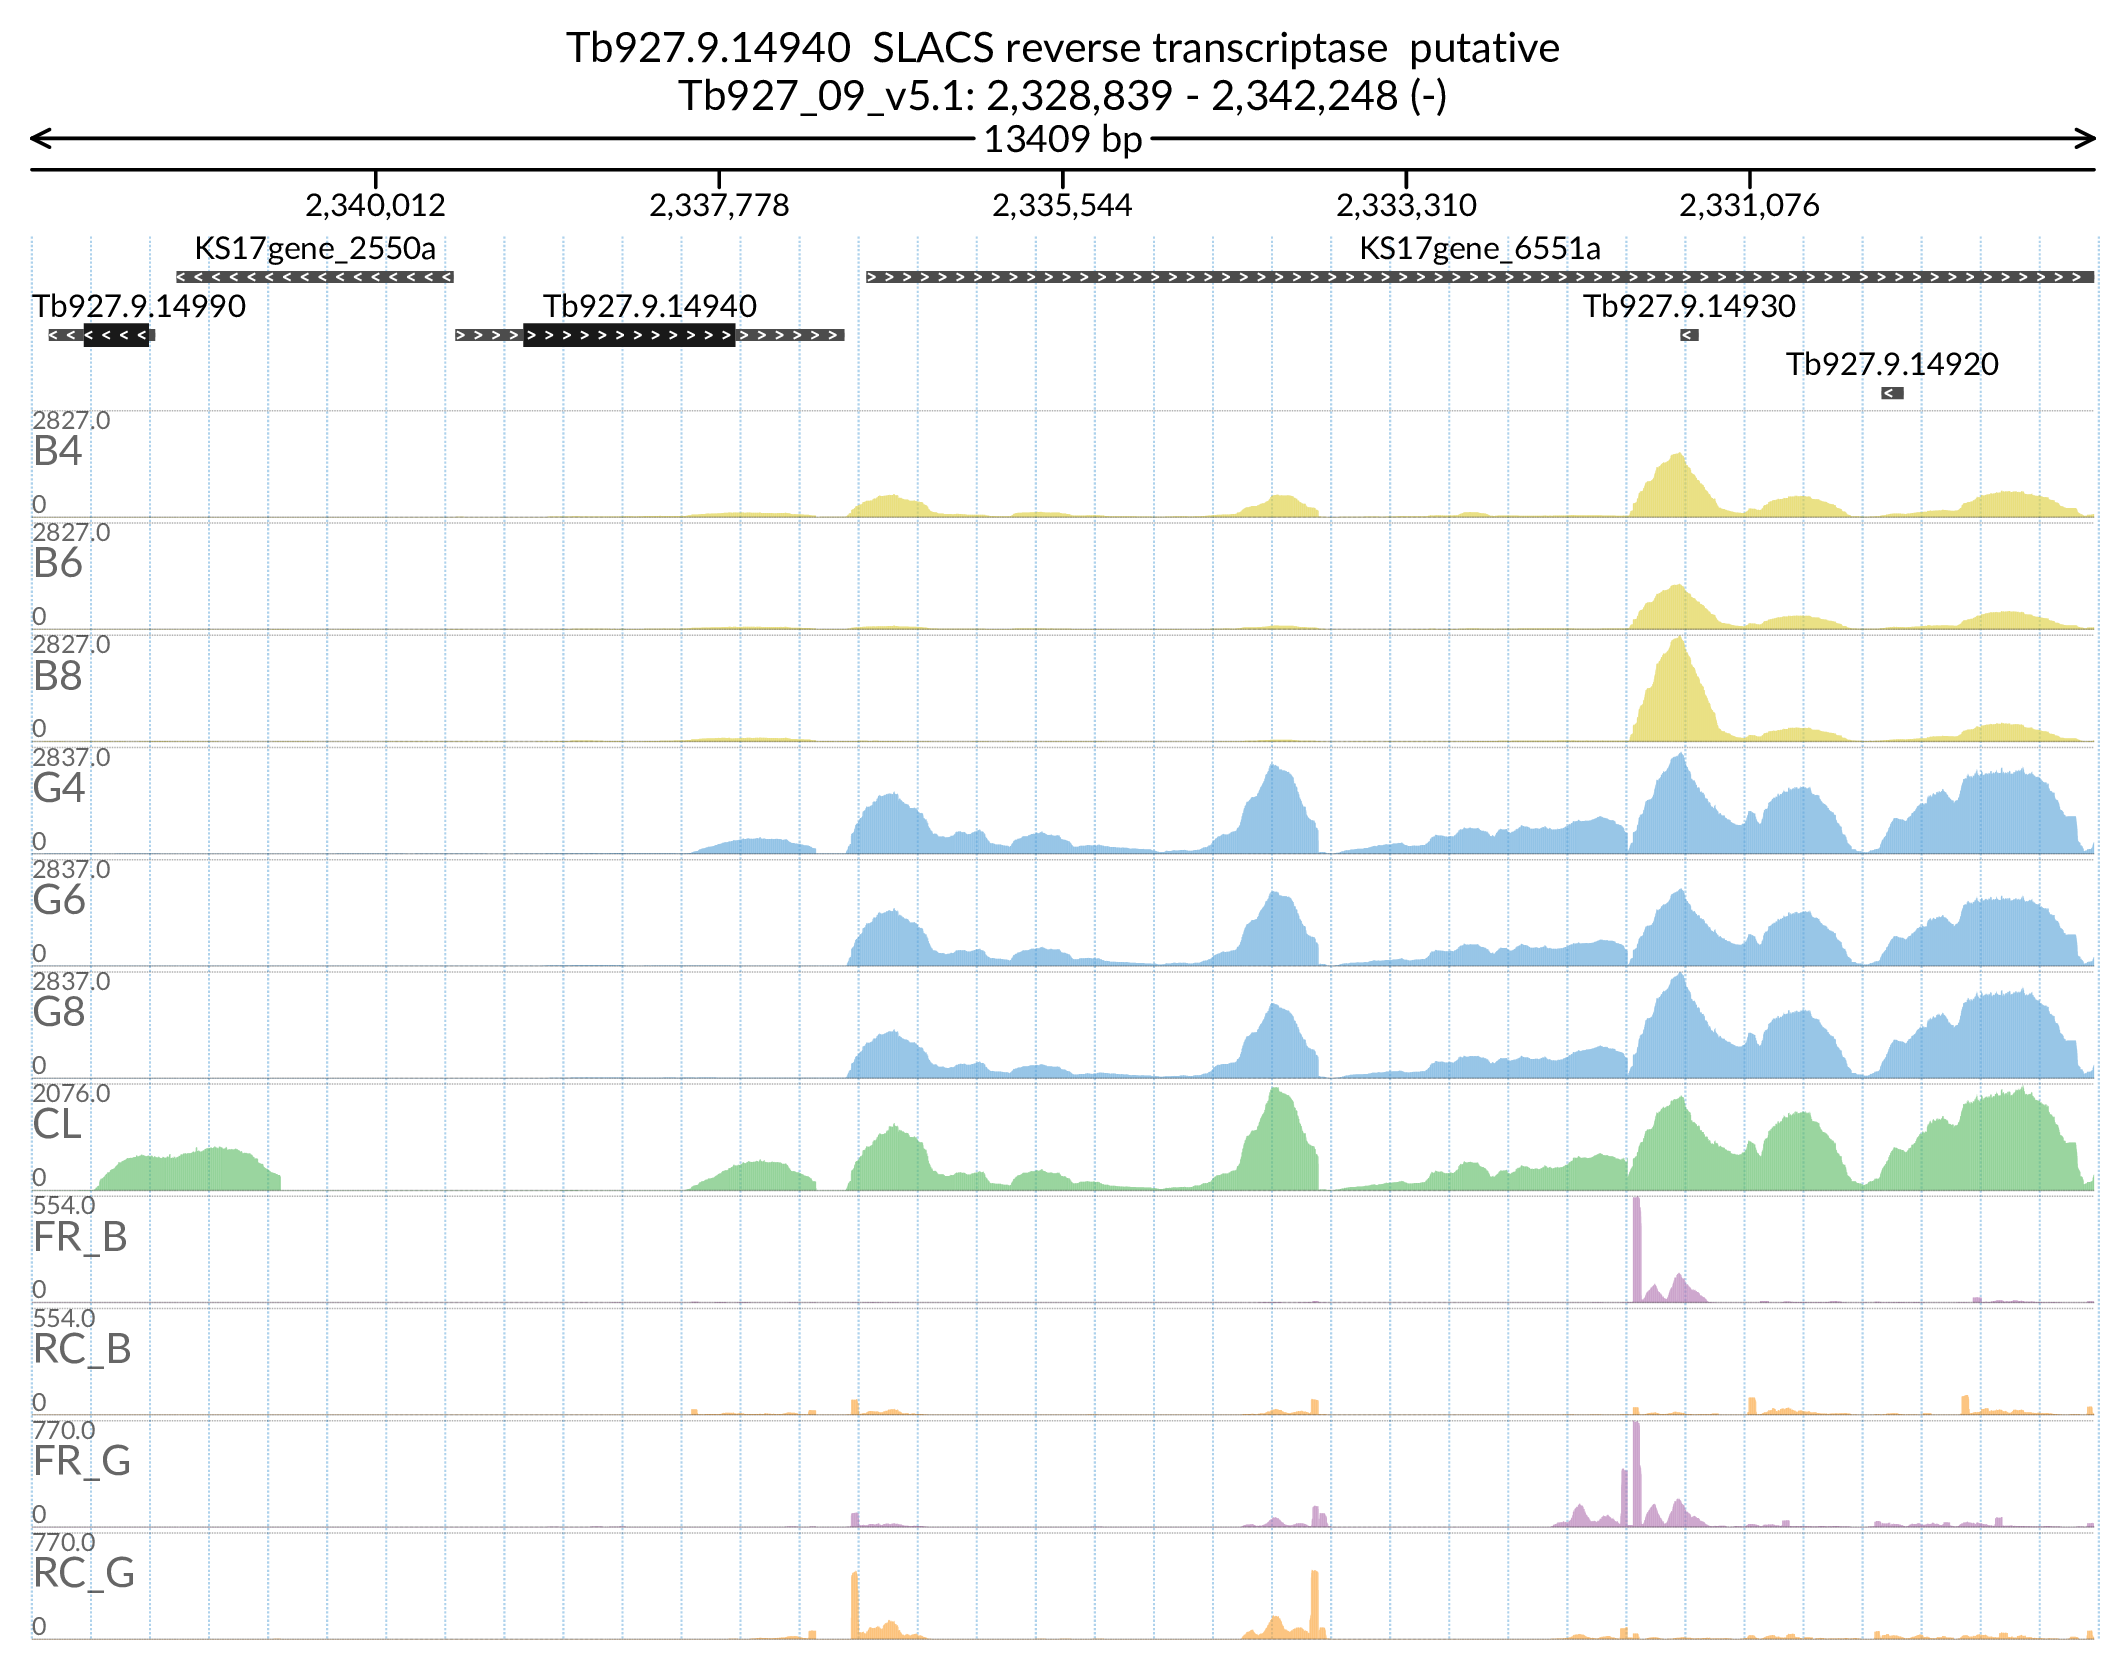 Tb927.9.14940  SLACS reverse transcriptase  putative
Tb927_09_v5.1: 2,328,839 - 2,342,248 (-)
13409 bp
2,340,012 2,337,778 2,335,544 2,333,310 2,331,076
KS17gene_2550a KS17gene_6551a
Tb927.9.14990 Tb927.9.14940 Tb927.9.14930
Tb927.9.14920
2827.0
B4
0
2827.0
B6
0
2827.0
B8
0
2837.0
G4
0
2837.0
G6
0
2837.0
G8
0
2076.0
CL
0
554.0
FR_B
0
554.0
RC_B
0
770.0
FR_G
0
770.0
RC_G
0